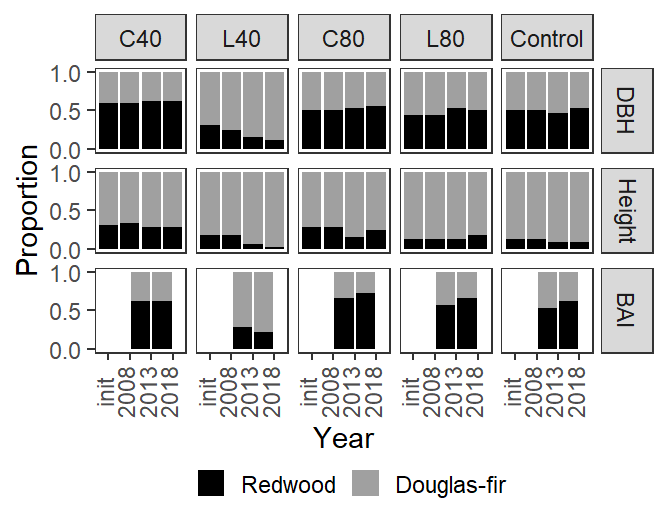 C40 L40 C80 L80 Control
1.0
0.5
0.0
DBH
1.0
0.5
0.0
Height
1.0
0.5
0.0
BAI
Proportion
init 2008 2013 2018 init 2008 2013 2018 init 2008 2013 2018 init 2008 2013 2018 init 2008 2013 2018
Year
Redwood Douglas-fir